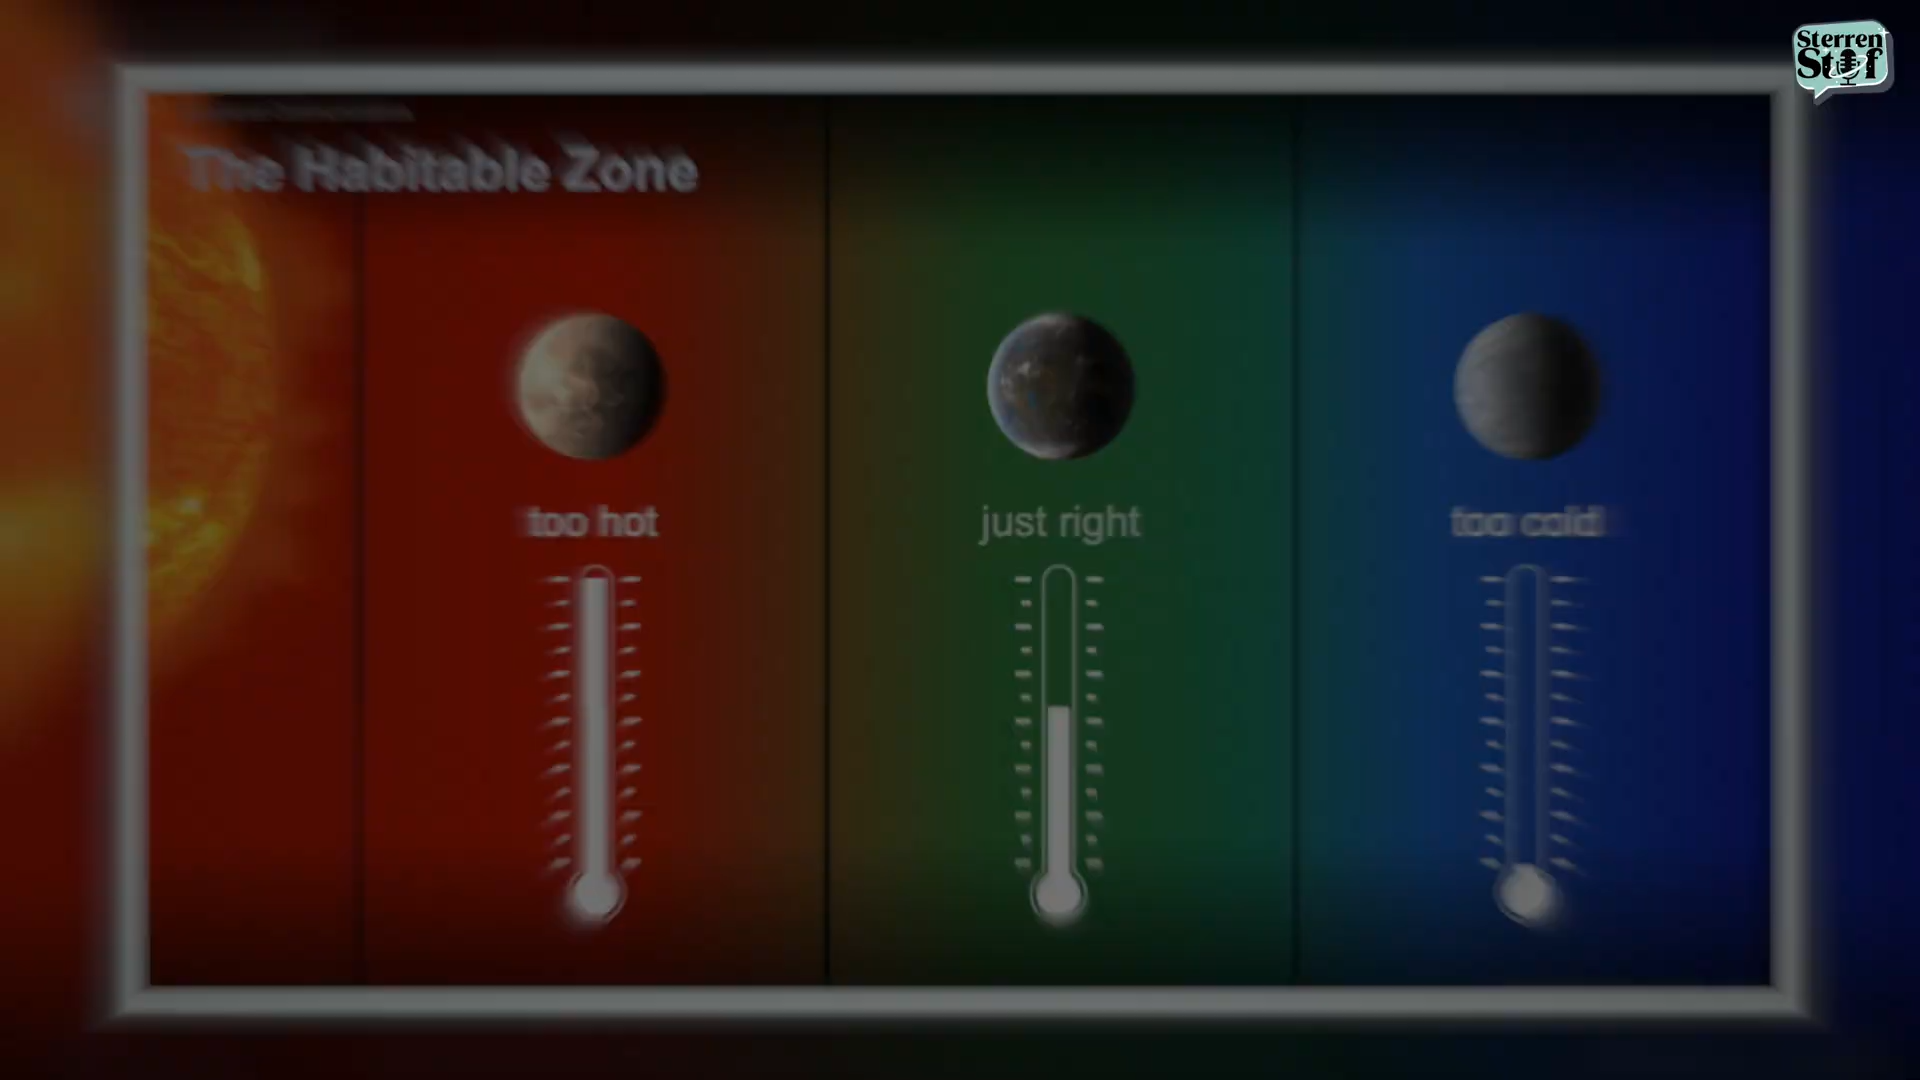 Sterren
Stof
The Habitable Zone
too hot
just right
too cold